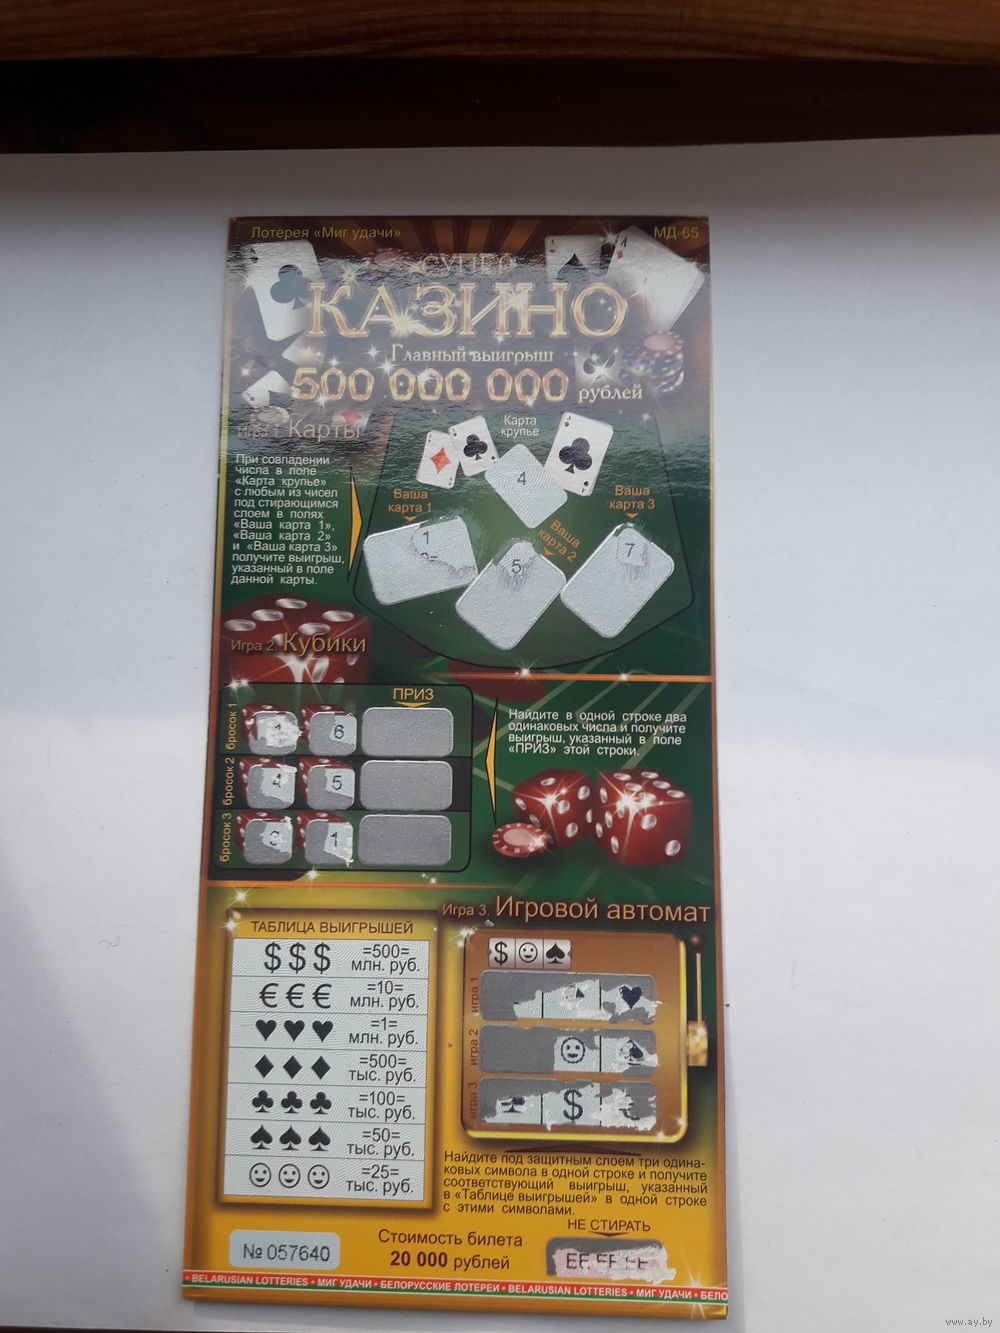 Лотерея «Миг удачи»
МД-65
СУПЕР
КАЗИНО
Главный выигрыш
500 000 000 рублей
Игра 1. Карты
Карта
крупье
4
При совпадении
числа в поле
«Карта крупье»
с любым из чисел
под стирающимся
слоем в полях
«Ваша карта 1»,
«Ваша карта 2»
и «Ваша карта 3»
получите выигрыш,
указанный в поле
данной карты.
Ваша
карта 1
1
Ваша
карта 2
5
Ваша
карта 3
7
Игра 2. Кубики
ПРИЗ
бросок 1
6
бросок 2
4 5
бросок 3
1
Найдите в одной строке два
одинаковых числа и получите
выигрыш, указанный в поле
«ПРИЗ» этой строки.
Игра 3. Игровой автомат
ТАБЛИЦА ВЫИГРЫШЕЙ
$ $ $ =500=
млн. руб.
€ € € =10=
млн. руб.
♥ ♥ ♥ =1=
млн. руб.
♦ ♦ ♦ =500=
тыс. руб.
♣ ♣ ♣ =100=
тыс. руб.
♠ ♠ ♠ =50=
тыс. руб.
☺ ☺ ☺ =25=
тыс. руб.
$ ☺ ♠
игра 1
игра 2
игра 3
$
Найдите под защитным слоем три одина-
ковых символа в одной строке и получите
соответствующий выигрыш, указанный
в «Таблице выигрышей» в одной строке
с этими символами.
НЕ СТИРАТЬ
№ 057640
Стоимость билета
20 000 рублей
BELARUSIAN LOTTERIES • МИГ УДАЧИ • БЕЛОРУССКИЕ ЛОТЕРЕИ • BELARUSIAN LOTTERIES • МИГ УДАЧИ • БЕЛО
www.ay.by